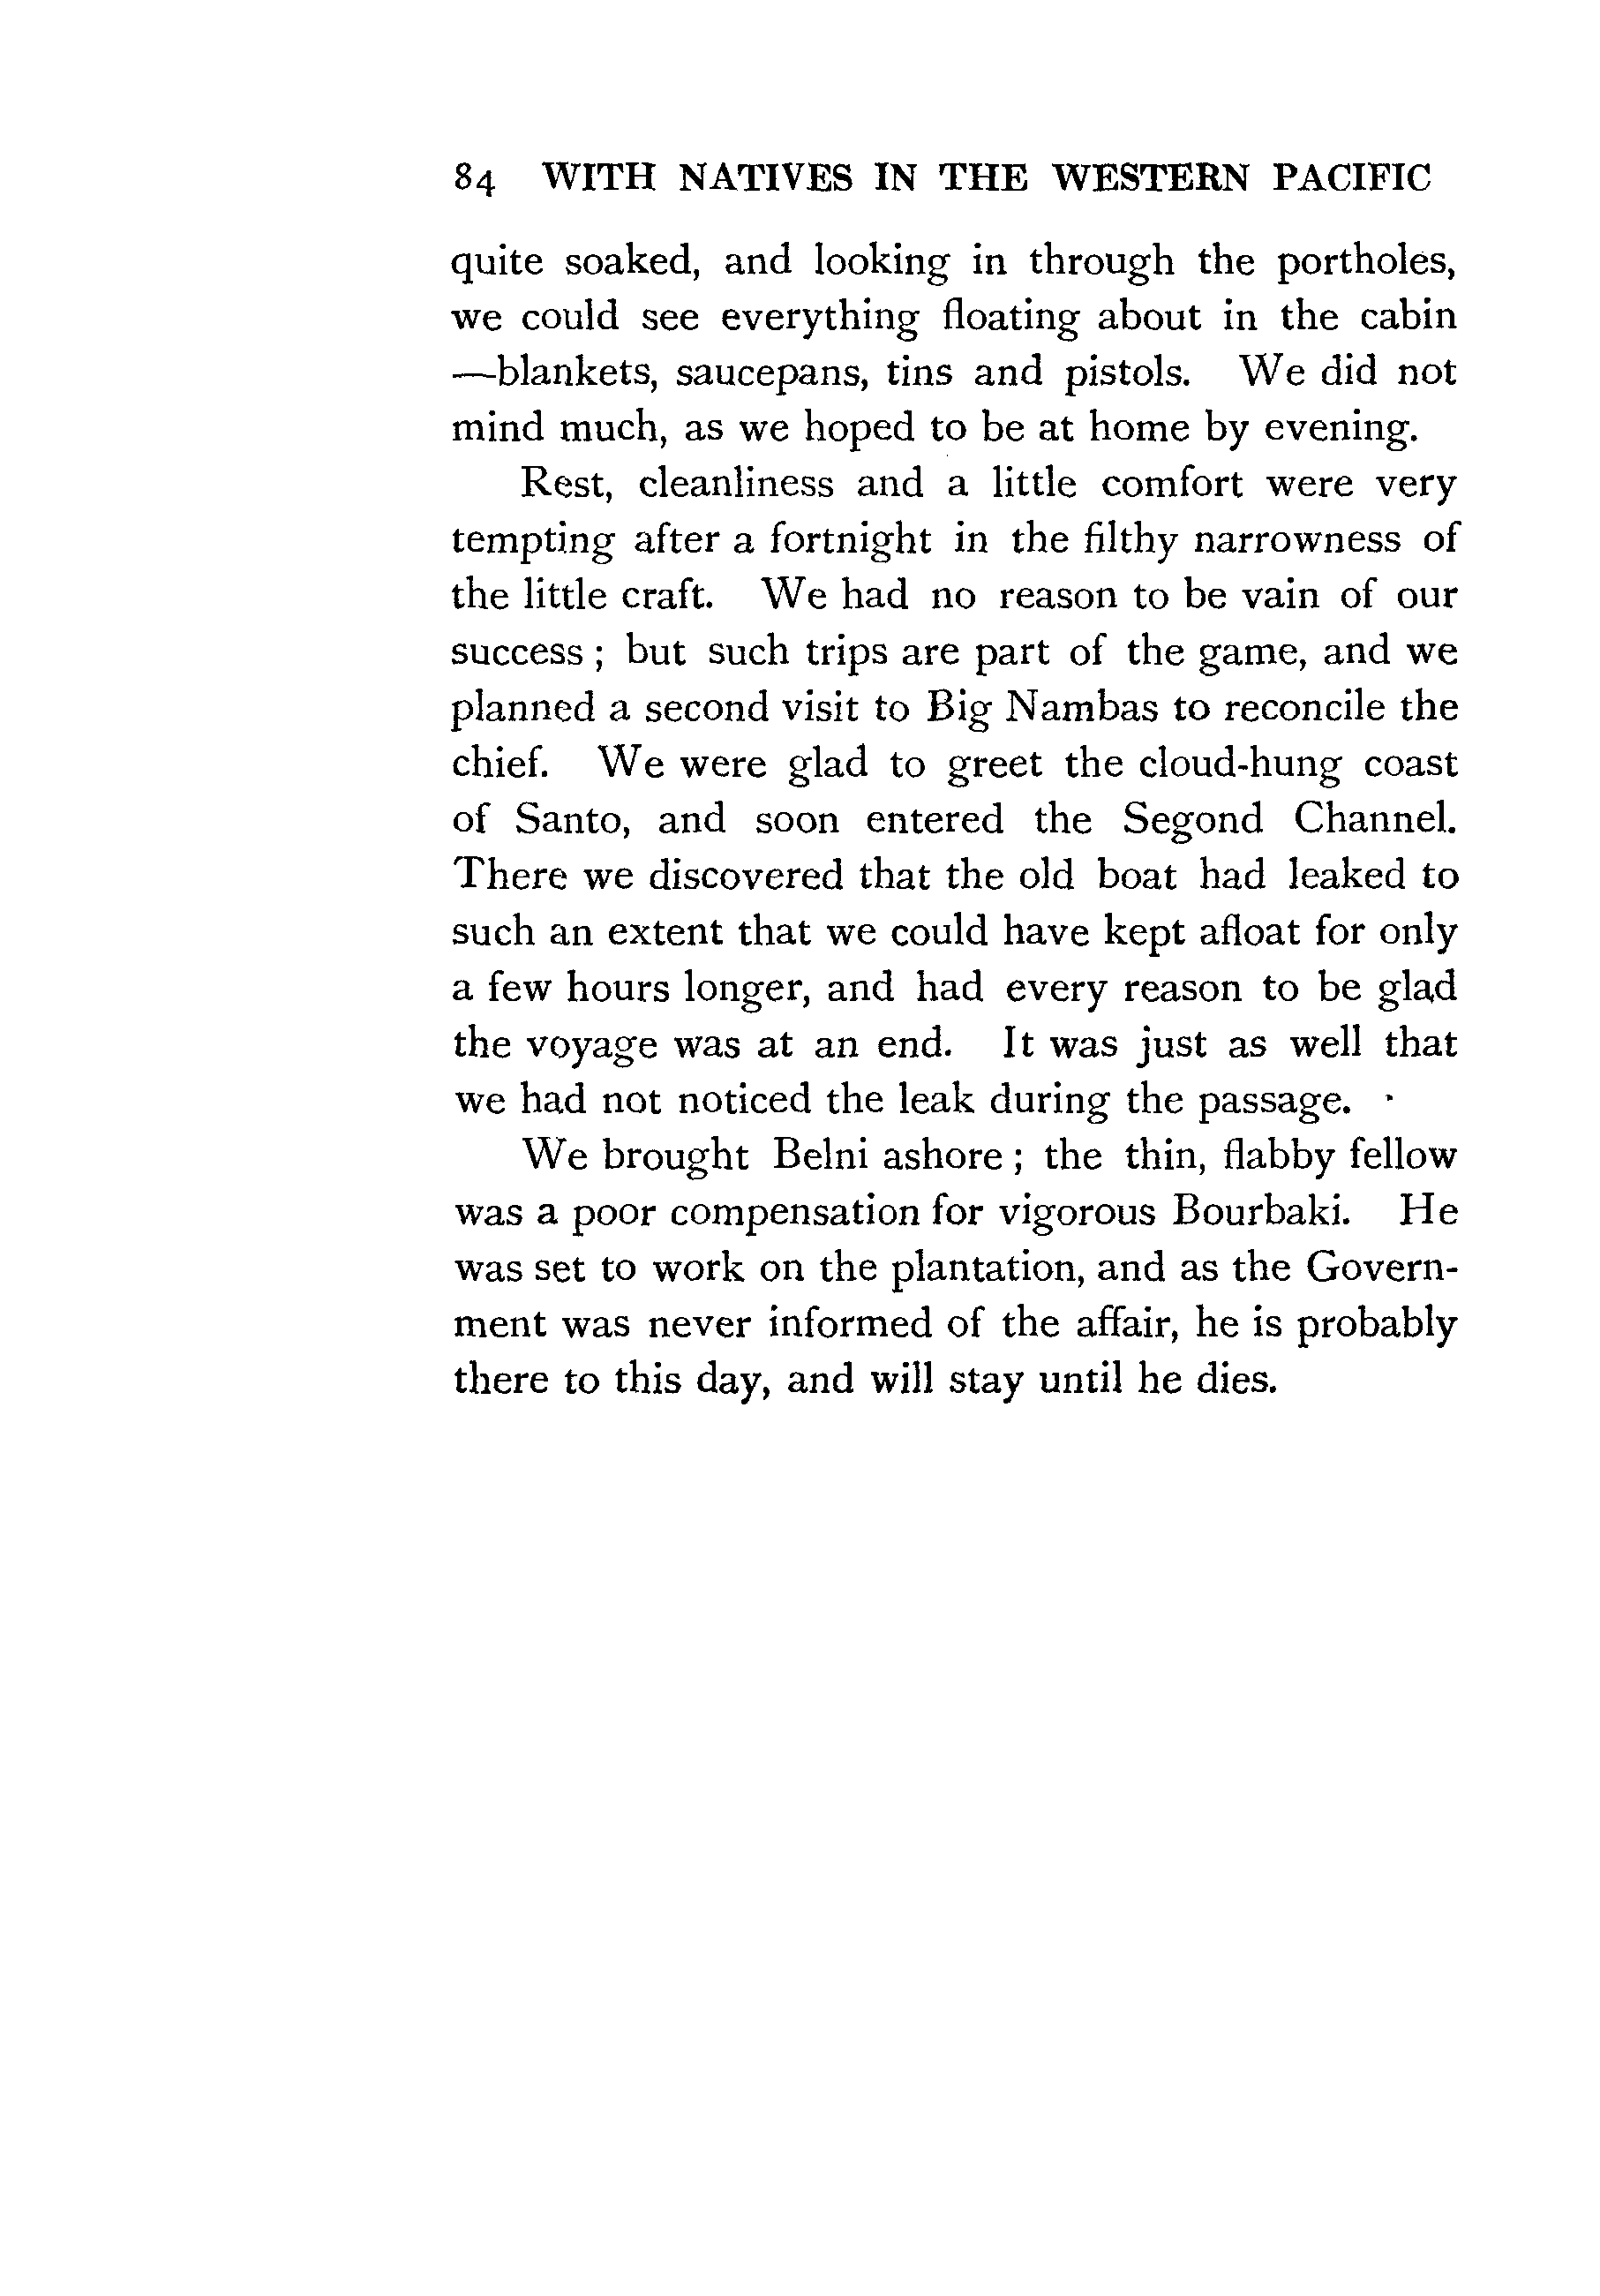 84 WITH NATIVES IN THE WESTERN PACIFIC
quite soaked, and looking in through the portholes,
we could see everything floating about in the cabin
—blankets, saucepans, tins and pistols. We did not
mind much, as we hoped to be at home by evening.
Rest, cleanliness and a little comfort were very
tempting after a fortnight in the filthy narrowness of
the little craft. We had no reason to be vain of our
success ; but such trips are part of the game, and we
planned a second visit to Big Nambas to reconcile the
chief. We were glad to greet the cloud-hung coast
of Santo, and soon entered the Segond Channel.
There we discovered that the old boat had leaked to
such an extent that we could have kept afloat for only
a few hours longer, and had every reason to be glad
the voyage was at an end. It was just as well that
we had not noticed the leak during the passage.
We brought Belni ashore ; the thin, flabby fellow
was a poor compensation for vigorous Bourbaki. He
was set to work on the plantation, and as the Govern-
ment was never informed of the affair, he is probably
there to this day, and will stay until he dies.